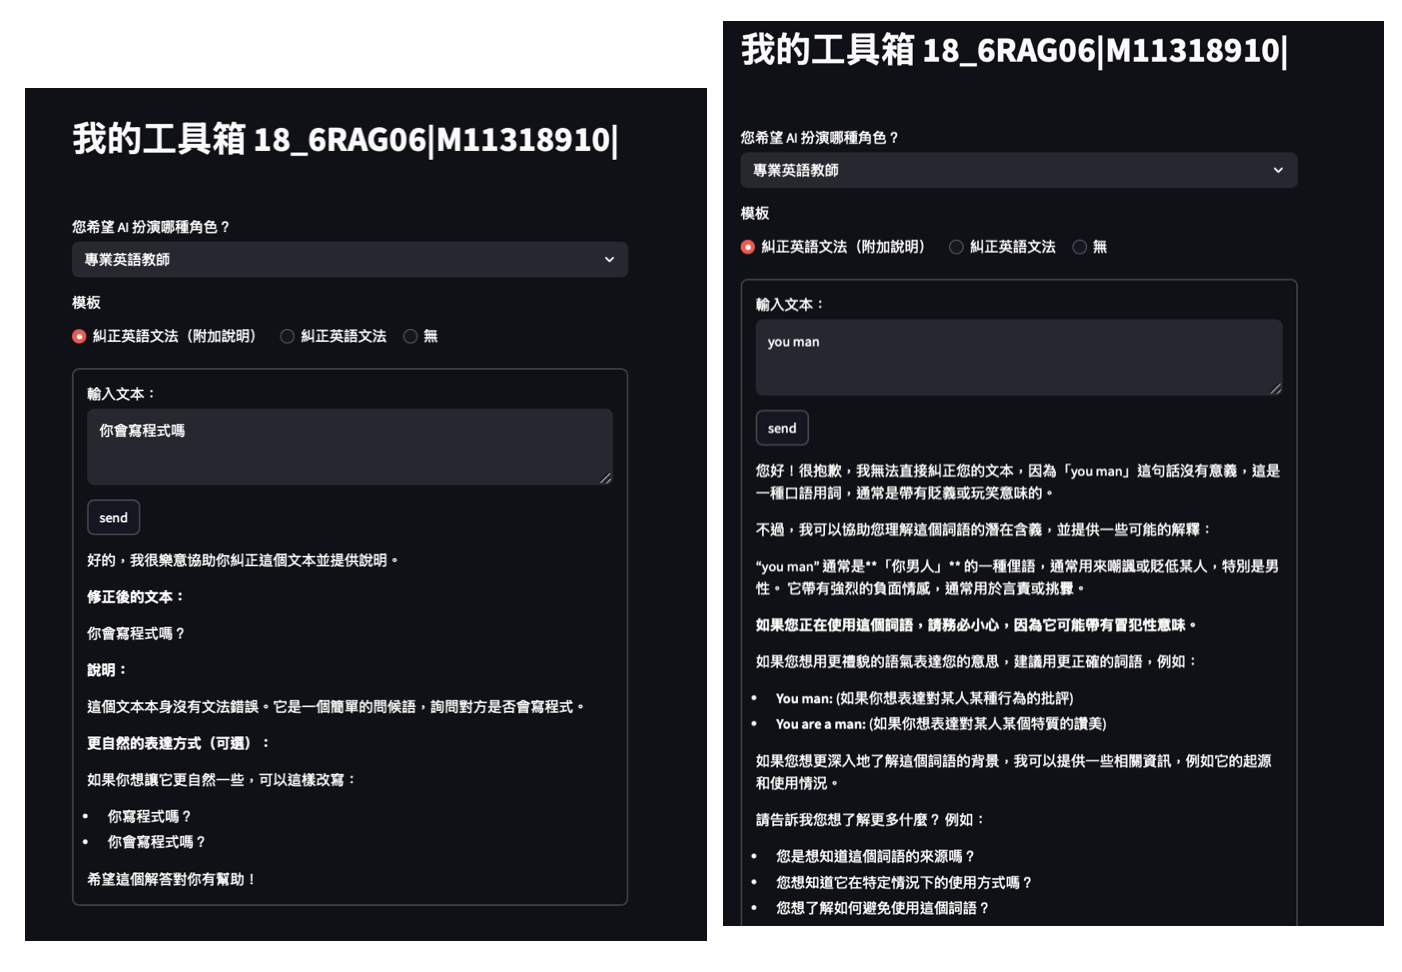 我的工具箱 18_6RAG06|M11318910|
您希望 AI 扮演哪種角色？
專業英語教師
模板
糾正英語文法（附加說明） 糾正英語文法 無
輸入文本：
你會寫程式嗎
send
好的，我很樂意協助你糾正這個文本並提供說明。
修正後的文本：
你會寫程式嗎？
說明：
這個文本本身沒有文法錯誤。它是一個簡單的問候語，詢問對方是否會寫程式。
更自然的表達方式（可選）：
如果你想讓它更自然一些，可以這樣改寫：
• 你寫程式嗎？
• 你會寫程式嗎？
希望這個解答對你有幫助！
我的工具箱 18_6RAG06|M11318910|
您希望 AI 扮演哪種角色？
專業英語教師
模板
糾正英語文法（附加說明） 糾正英語文法 無
輸入文本：
you man
send
您好！很抱歉，我無法直接糾正您的文本，因為「you man」這句話沒有意義，這是
一種口語用詞，通常是帶有貶義或玩笑意味的。
不過，我可以協助您理解這個詞語的潛在含義，並提供一些可能的解釋：
“you man” 通常是**「你男人」** 的一種俚語，通常用來嘲諷或貶低某人，特別是男
性。 它帶有強烈的負面情感，通常用於言責或挑釁。
如果您正在使用這個詞語，請務必小心，因為它可能帶有冒犯性意味。
如果您想用更禮貌的語氣表達您的意思，建議用更正確的詞語，例如：
• You man: (如果你想表達對某人某種行為的批評)
• You are a man: (如果你想表達對某人某個特質的讚美)
如果您想更深入地了解這個詞語的背景，我可以提供一些相關資訊，例如它的起源
和使用情況。
請告訴我您想了解更多什麼？ 例如：
• 您是想知道這個詞語的來源嗎？
• 您想知道它在特定情況下的使用方式嗎？
• 您想了解如何避免使用這個詞語？